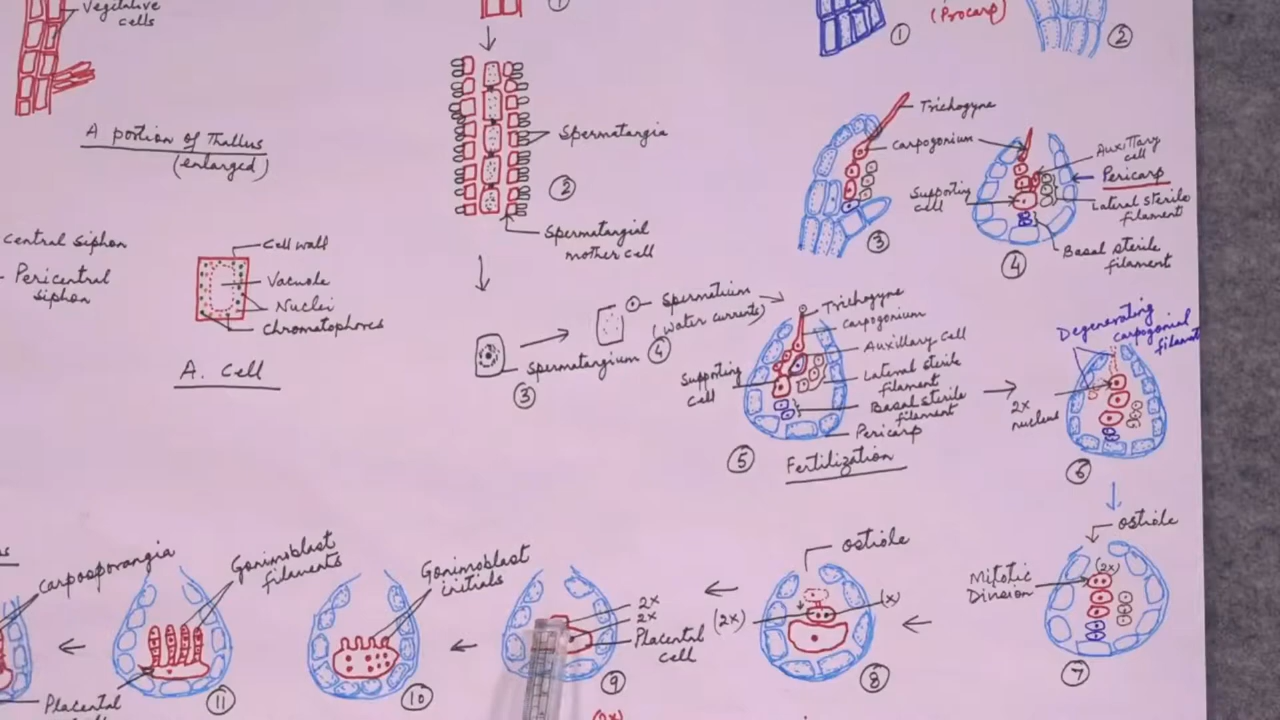 Vegetative
cells
A portion of Thallus
(enlarged)
central siphon
Pericentral
siphon
Cell wall
Vacuole
Nuclei
Chromatophores
A. Cell
Spermatangia
②
Spermatangial
mother cell
Spermatium
(water currents)
④
Spermatangium
③
(Procarp)
①
②
Trichogyne
Carpogonium
Auxillary
cell
Pericarp
Supporting
cell
Lateral sterile
filament
③
Basal sterile
filament
④
Trichogyne
carpogonium
Auxillary Cell
Lateral sterile
filament
Supporting
cell
Basal sterile
filament
Pericarp
⑤
Fertilization
Degenerating
carpogonial
2x
nucleus
⑥
ostiole
(2x)
Mitotic
Division
⑦
ostiole
(2x)
(x)
⑧
2x
2x
Placental
cell
⑨
Gonimoblast
initials
⑩
Gonimoblast
filaments
carposporangia
⑪
Placental
(2x)